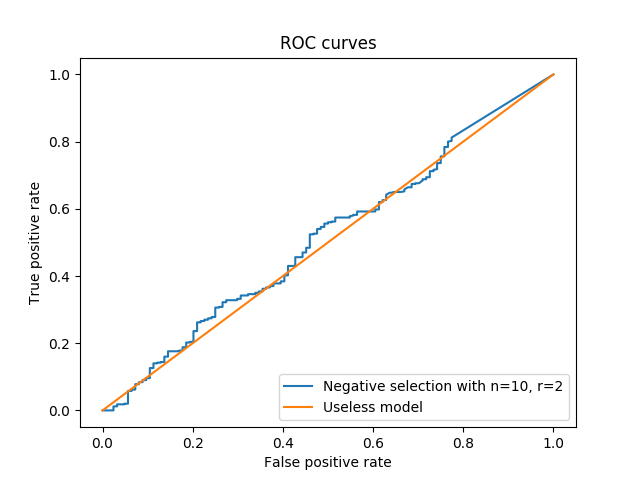 ROC curves
True positive rate
1.0
0.8
0.6
0.4
0.2
0.0
Negative selection with n=10, r=2
Useless model
0.0 0.2 0.4 0.6 0.8 1.0
False positive rate